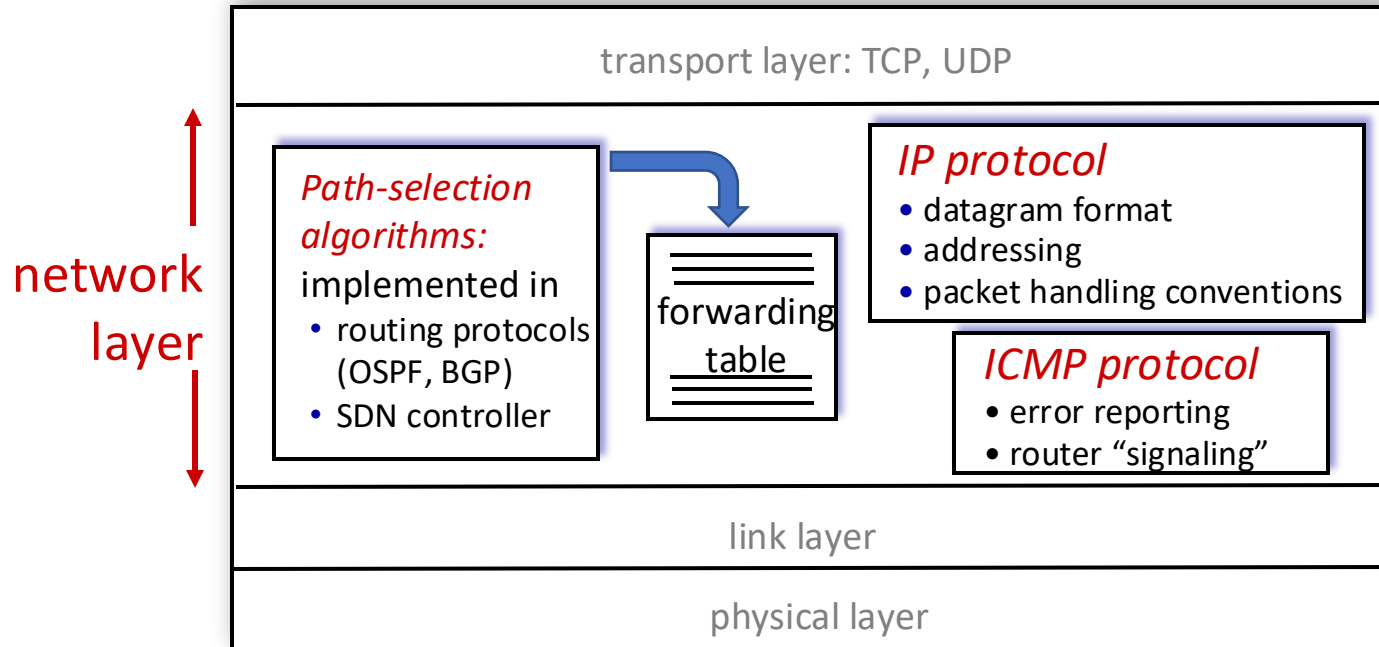 transport layer: TCP, UDP
network
layer
Path-selection
algorithms:
implemented in
• routing protocols
(OSPF, BGP)
• SDN controller
forwarding
table
IP protocol
• datagram format
• addressing
• packet handling conventions
ICMP protocol
• error reporting
• router “signaling”
link layer
physical layer